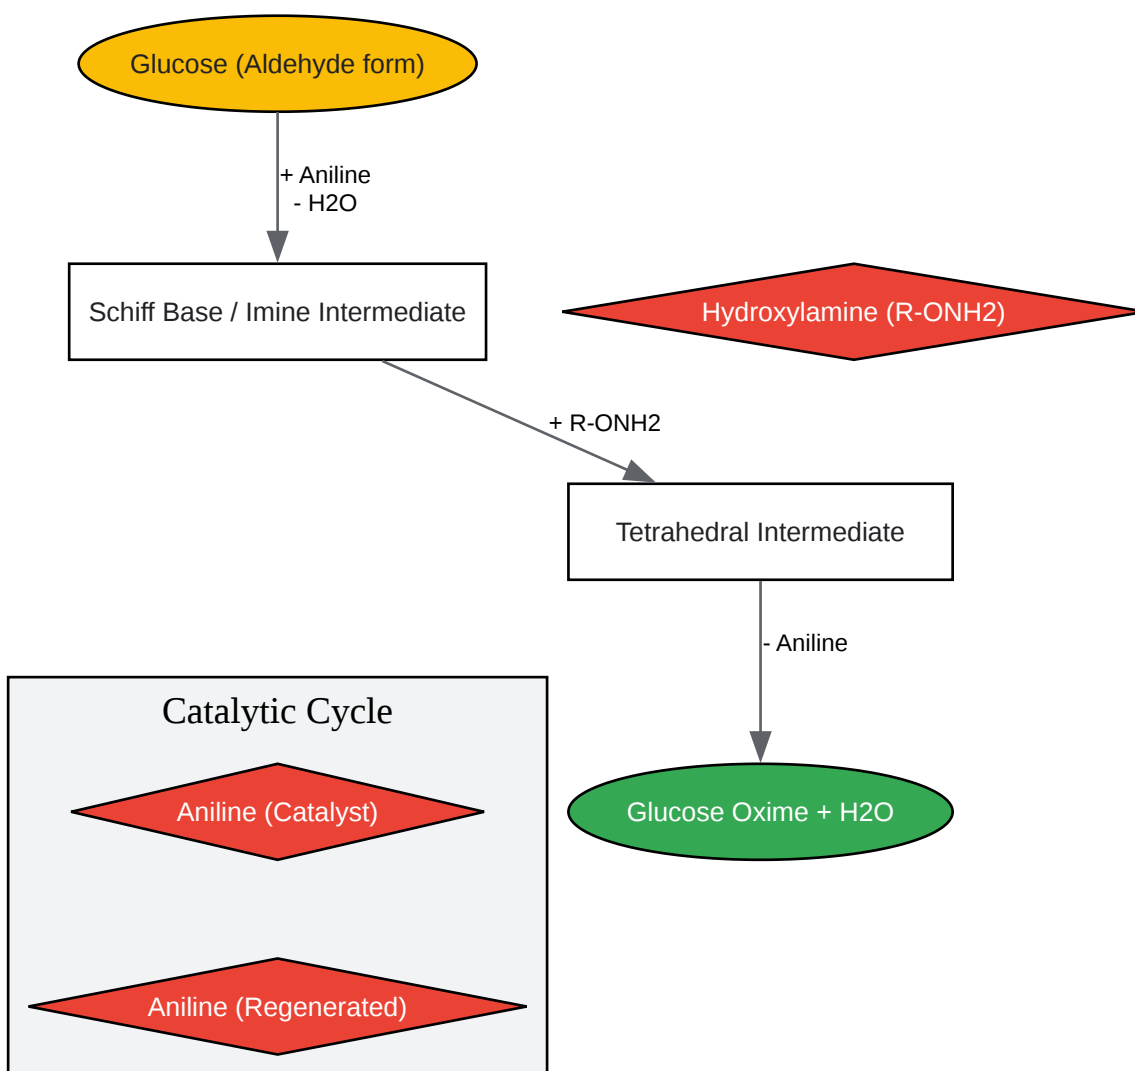 Glucose (Aldehyde form)
+ Aniline
- H2O
Schiff Base / Imine Intermediate
Hydroxylamine (R-ONH2)
+ R-ONH2
Tetrahedral Intermediate
- Aniline
Catalytic Cycle
Aniline (Catalyst)
Glucose Oxime + H2O
Aniline (Regenerated)